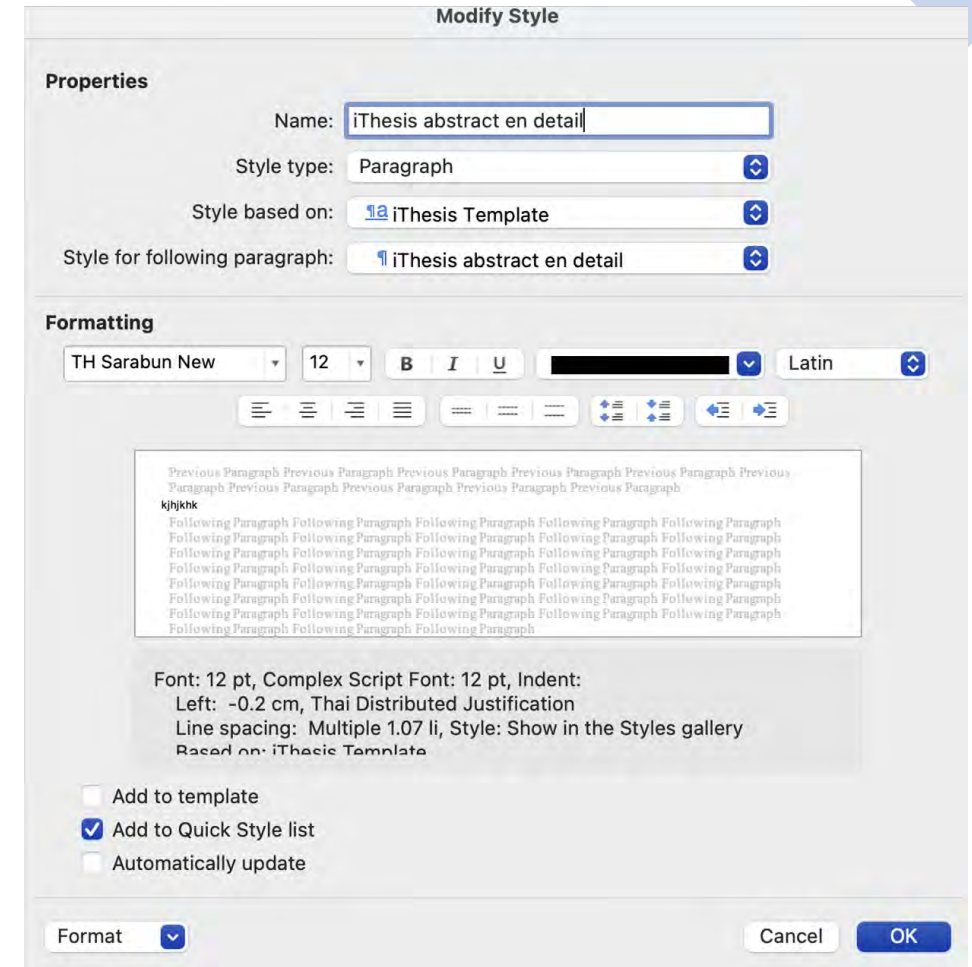 Modify Style
Properties
Name: iThesis abstract en detail
Style type: Paragraph
Style based on: ¶a iThesis Template
Style for following paragraph: ¶ iThesis abstract en detail
Formatting
TH Sarabun New 12 B I U Latin
Previous Paragraph Previous Paragraph Previous Paragraph Previous Paragraph Previous Paragraph Previous
Paragraph Previous Paragraph Previous Paragraph Previous Paragraph Previous Paragraph
kjhjkhk
Following Paragraph Following Paragraph Following Paragraph Following Paragraph Following Paragraph
Following Paragraph Following Paragraph Following Paragraph Following Paragraph Following Paragraph
Following Paragraph Following Paragraph Following Paragraph Following Paragraph Following Paragraph
Following Paragraph Following Paragraph Following Paragraph Following Paragraph Following Paragraph
Following Paragraph Following Paragraph Following Paragraph Following Paragraph Following Paragraph
Following Paragraph Following Paragraph Following Paragraph Following Paragraph Following Paragraph
Following Paragraph Following Paragraph Following Paragraph Following Paragraph Following Paragraph
Following Paragraph Following Paragraph Following Paragraph
Font: 12 pt, Complex Script Font: 12 pt, Indent:
Left: -0.2 cm, Thai Distributed Justification
Line spacing: Multiple 1.07 li, Style: Show in the Styles gallery
Based on: iThesis Template
Add to template
Add to Quick Style list
Automatically update
Format Cancel OK